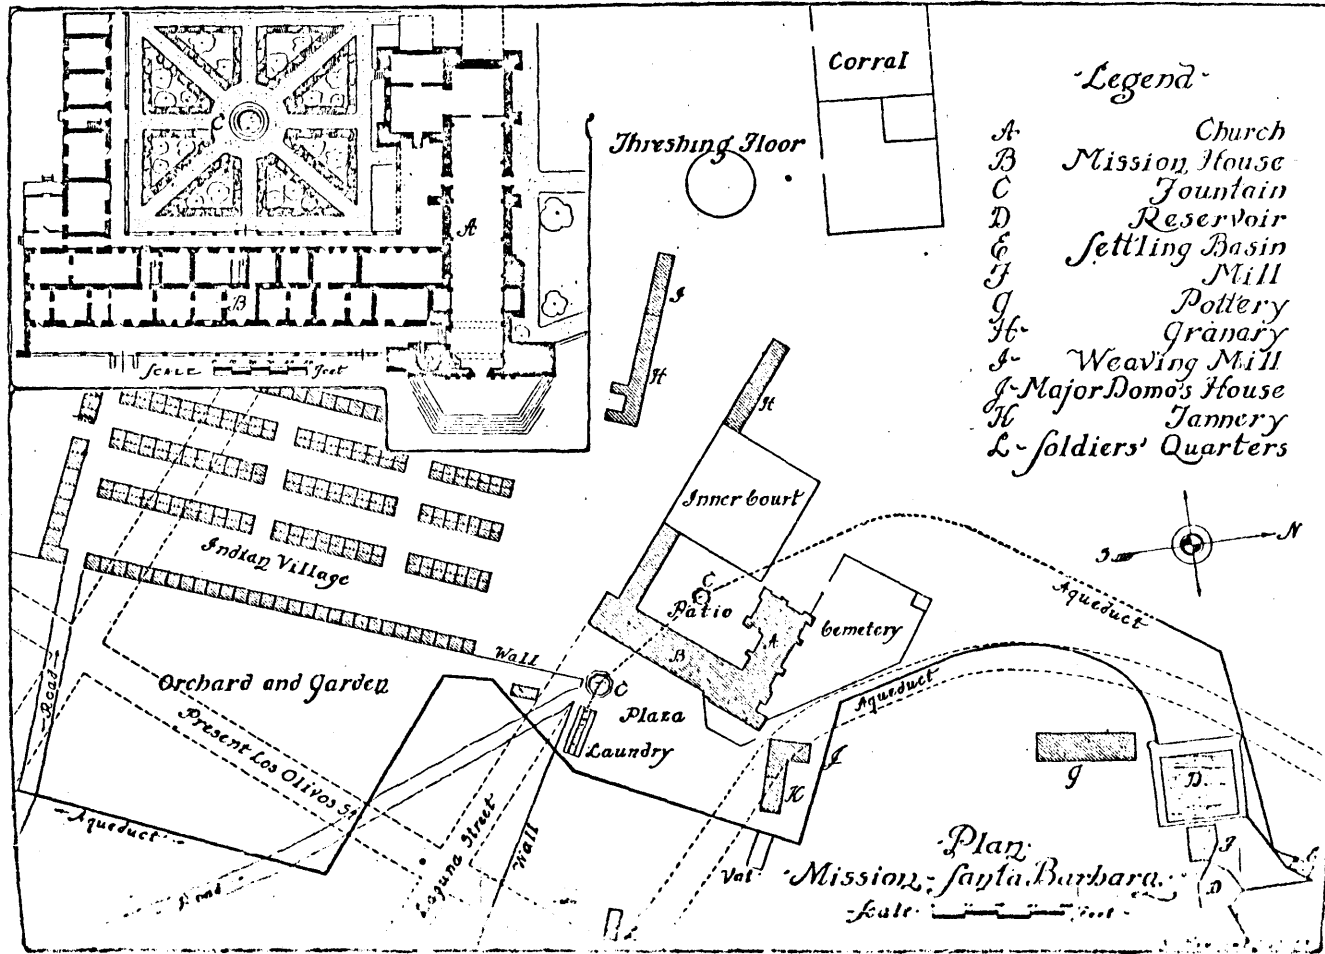 C
A
B
Scale Feet
Corral
Threshing Floor
Legend
A Church
B Mission House
C Fountain
D Reservoir
E Settling Basin
F Mill
G Pottery
H- Granary
I- Weaving Mill
J- Major Domo's House
K Tannery
L- Soldiers' Quarters
I
H
H
Inner Court
N
S
Indian Village
C
Patio
A
B
Cemetery
Aqueduct
Wall
Road
Orchard and Garden
C
Plaza
Laundry
Aqueduct
J
K
G
D
Present Los Olivos St
Aqueduct
Road
Laguna Street
Wall
Vat
L
F
D
E
Plan
Mission-Santa Barbara.
Scale Feet